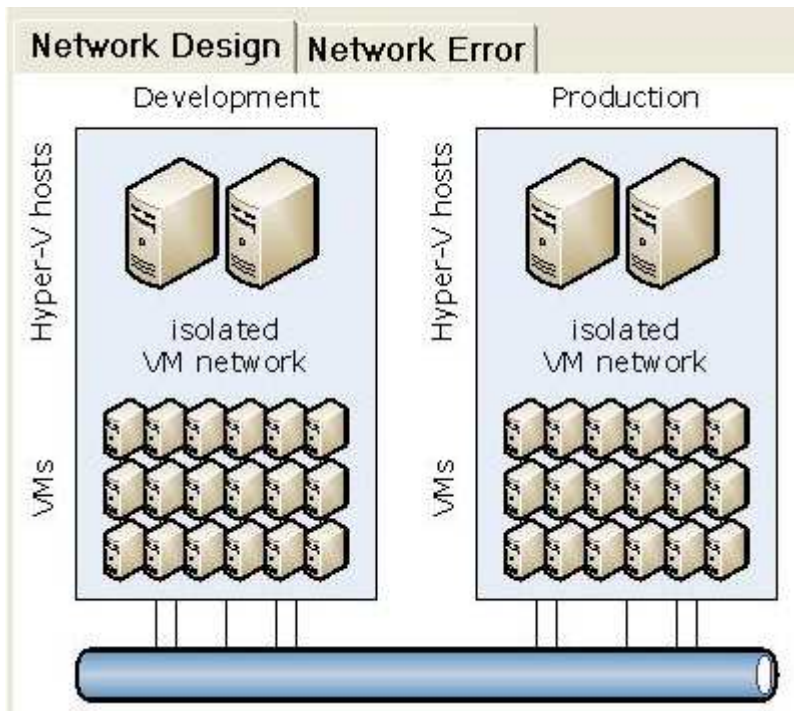 Network Design
Network Error
Development
Production
Hyper-V hosts
isolated
VM network
VMs
Hyper-V hosts
isolated
VM network
VMs